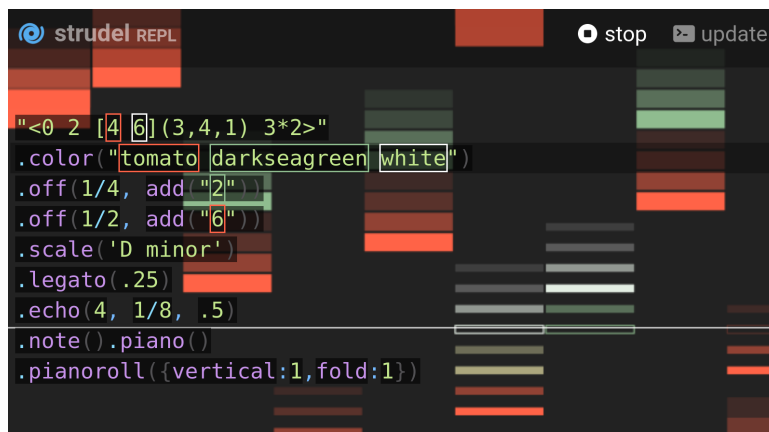 strudel REPL stop update
"<0 2 [4 6](3,4,1) 3*2>"
.color("tomato darkseagreen white")
.off(1/4, add("2"))
.off(1/2, add("6"))
.scale('D minor')
.legato(.25)
.echo(4, 1/8, .5)
.note().piano()
.pianoroll({vertical:1,fold:1})